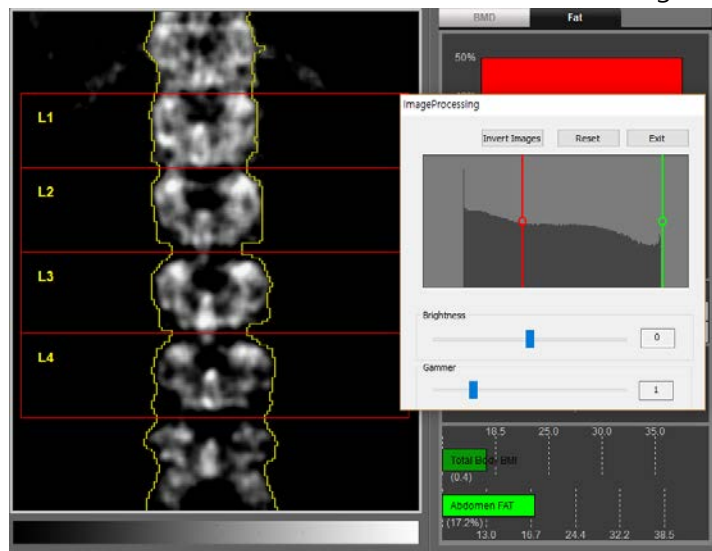 BMD Fat
50%
ImageProcessing
Invert Images Reset Exit
L1
L2
L3
L4
Brightness
0
Gammer
1
18.5 25.0 30.0 35.0
Total Body BMI
(0.4)
Abdomen FAT
(17.2%)
13.0 16.7 24.4 32.2 38.5